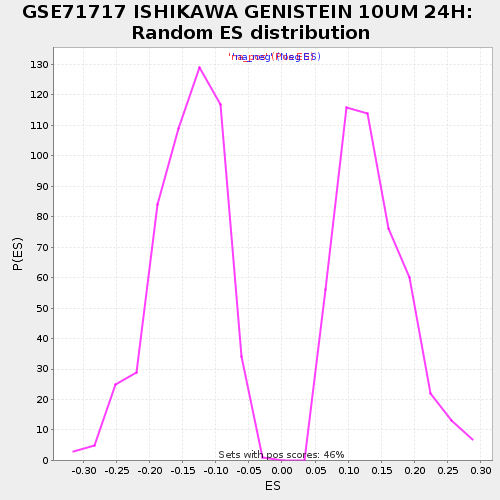 GSE71717 ISHIKAWA GENISTEIN 10UM 24H:
Random ES distribution
130
120
110
100
90
80
70
60
50
40
30
20
10
0
P(ES)
Sets with pos scores: 46%
-0.30 -0.25 -0.20 -0.15 -0.10 -0.05 0.00 0.05 0.10 0.15 0.20 0.25 0.30
ES